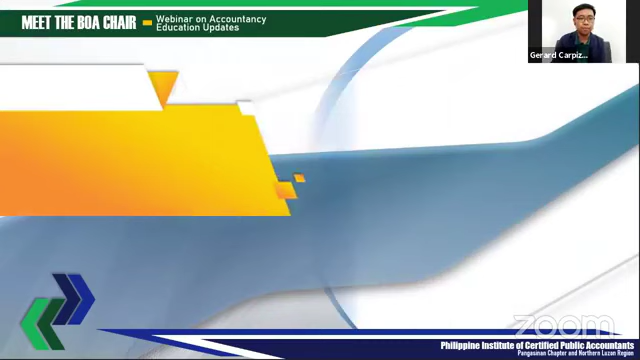 MEET THE BOA CHAIR
Webinar on Accountancy
Education Updates
Gerard Carpiz...
zoom
Philippine Institute of Certified Public Accountants
Pangasinan Chapter and Northern Luzon Region